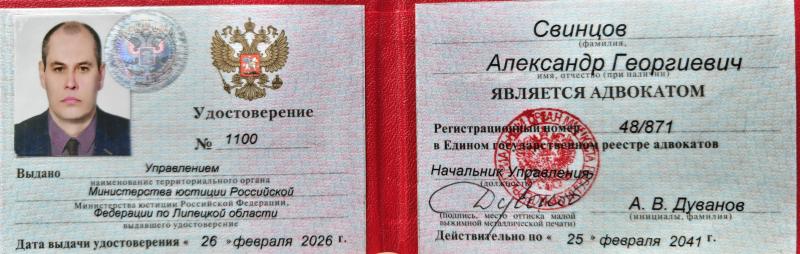 Удостоверение
№ 1100
Выдано Управлением
наименование территориального органа
Министерства юстиции Российской
Министерства юстиции Российской Федерации,
Федерации по Липецкой области
выдавшего удостоверение
Дата выдачи удостоверения « 26 » февраля 2026 г.
Свинцов
(фамилия,
Александр Георгиевич
имя, отчество (при наличии)
ЯВЛЯЕТСЯ АДВОКАТОМ
Регистрационный номер 48/871
в Едином государственном реестре адвокатов
Начальник Управления
(должность)
А. В. Дуванов
(подпись, место оттиска малой выжимной металлической печати)
(инициалы, фамилия)
Действительно по « 25 » февраля 2041 г.